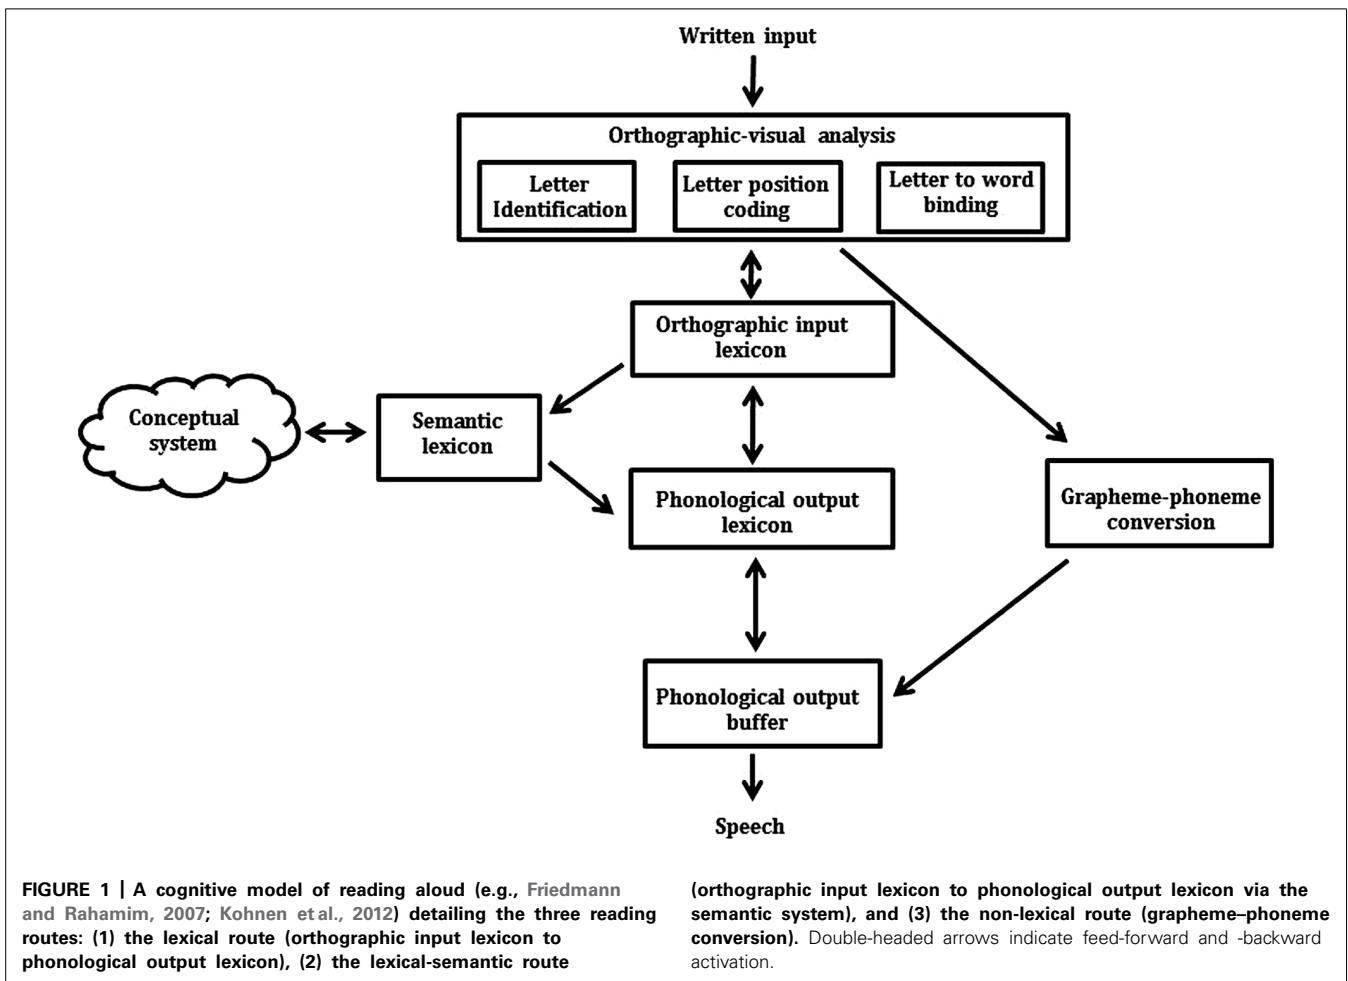 Written input
Orthographic-visual analysis
Letter
Identification
Letter position
coding
Letter to word
binding
Orthographic input
lexicon
Conceptual
system
Semantic
lexicon
Phonological output
lexicon
Grapheme-phoneme
conversion
Phonological output
buffer
Speech
FIGURE 1 | A cognitive model of reading aloud (e.g., Friedmann
and Rahamim, 2007; Kohnen et al., 2012) detailing the three reading
routes: (1) the lexical route (orthographic input lexicon to
phonological output lexicon), (2) the lexical-semantic route
(orthographic input lexicon to phonological output lexicon via the
semantic system), and (3) the non-lexical route (grapheme–phoneme
conversion). Double-headed arrows indicate feed-forward and -backward
activation.